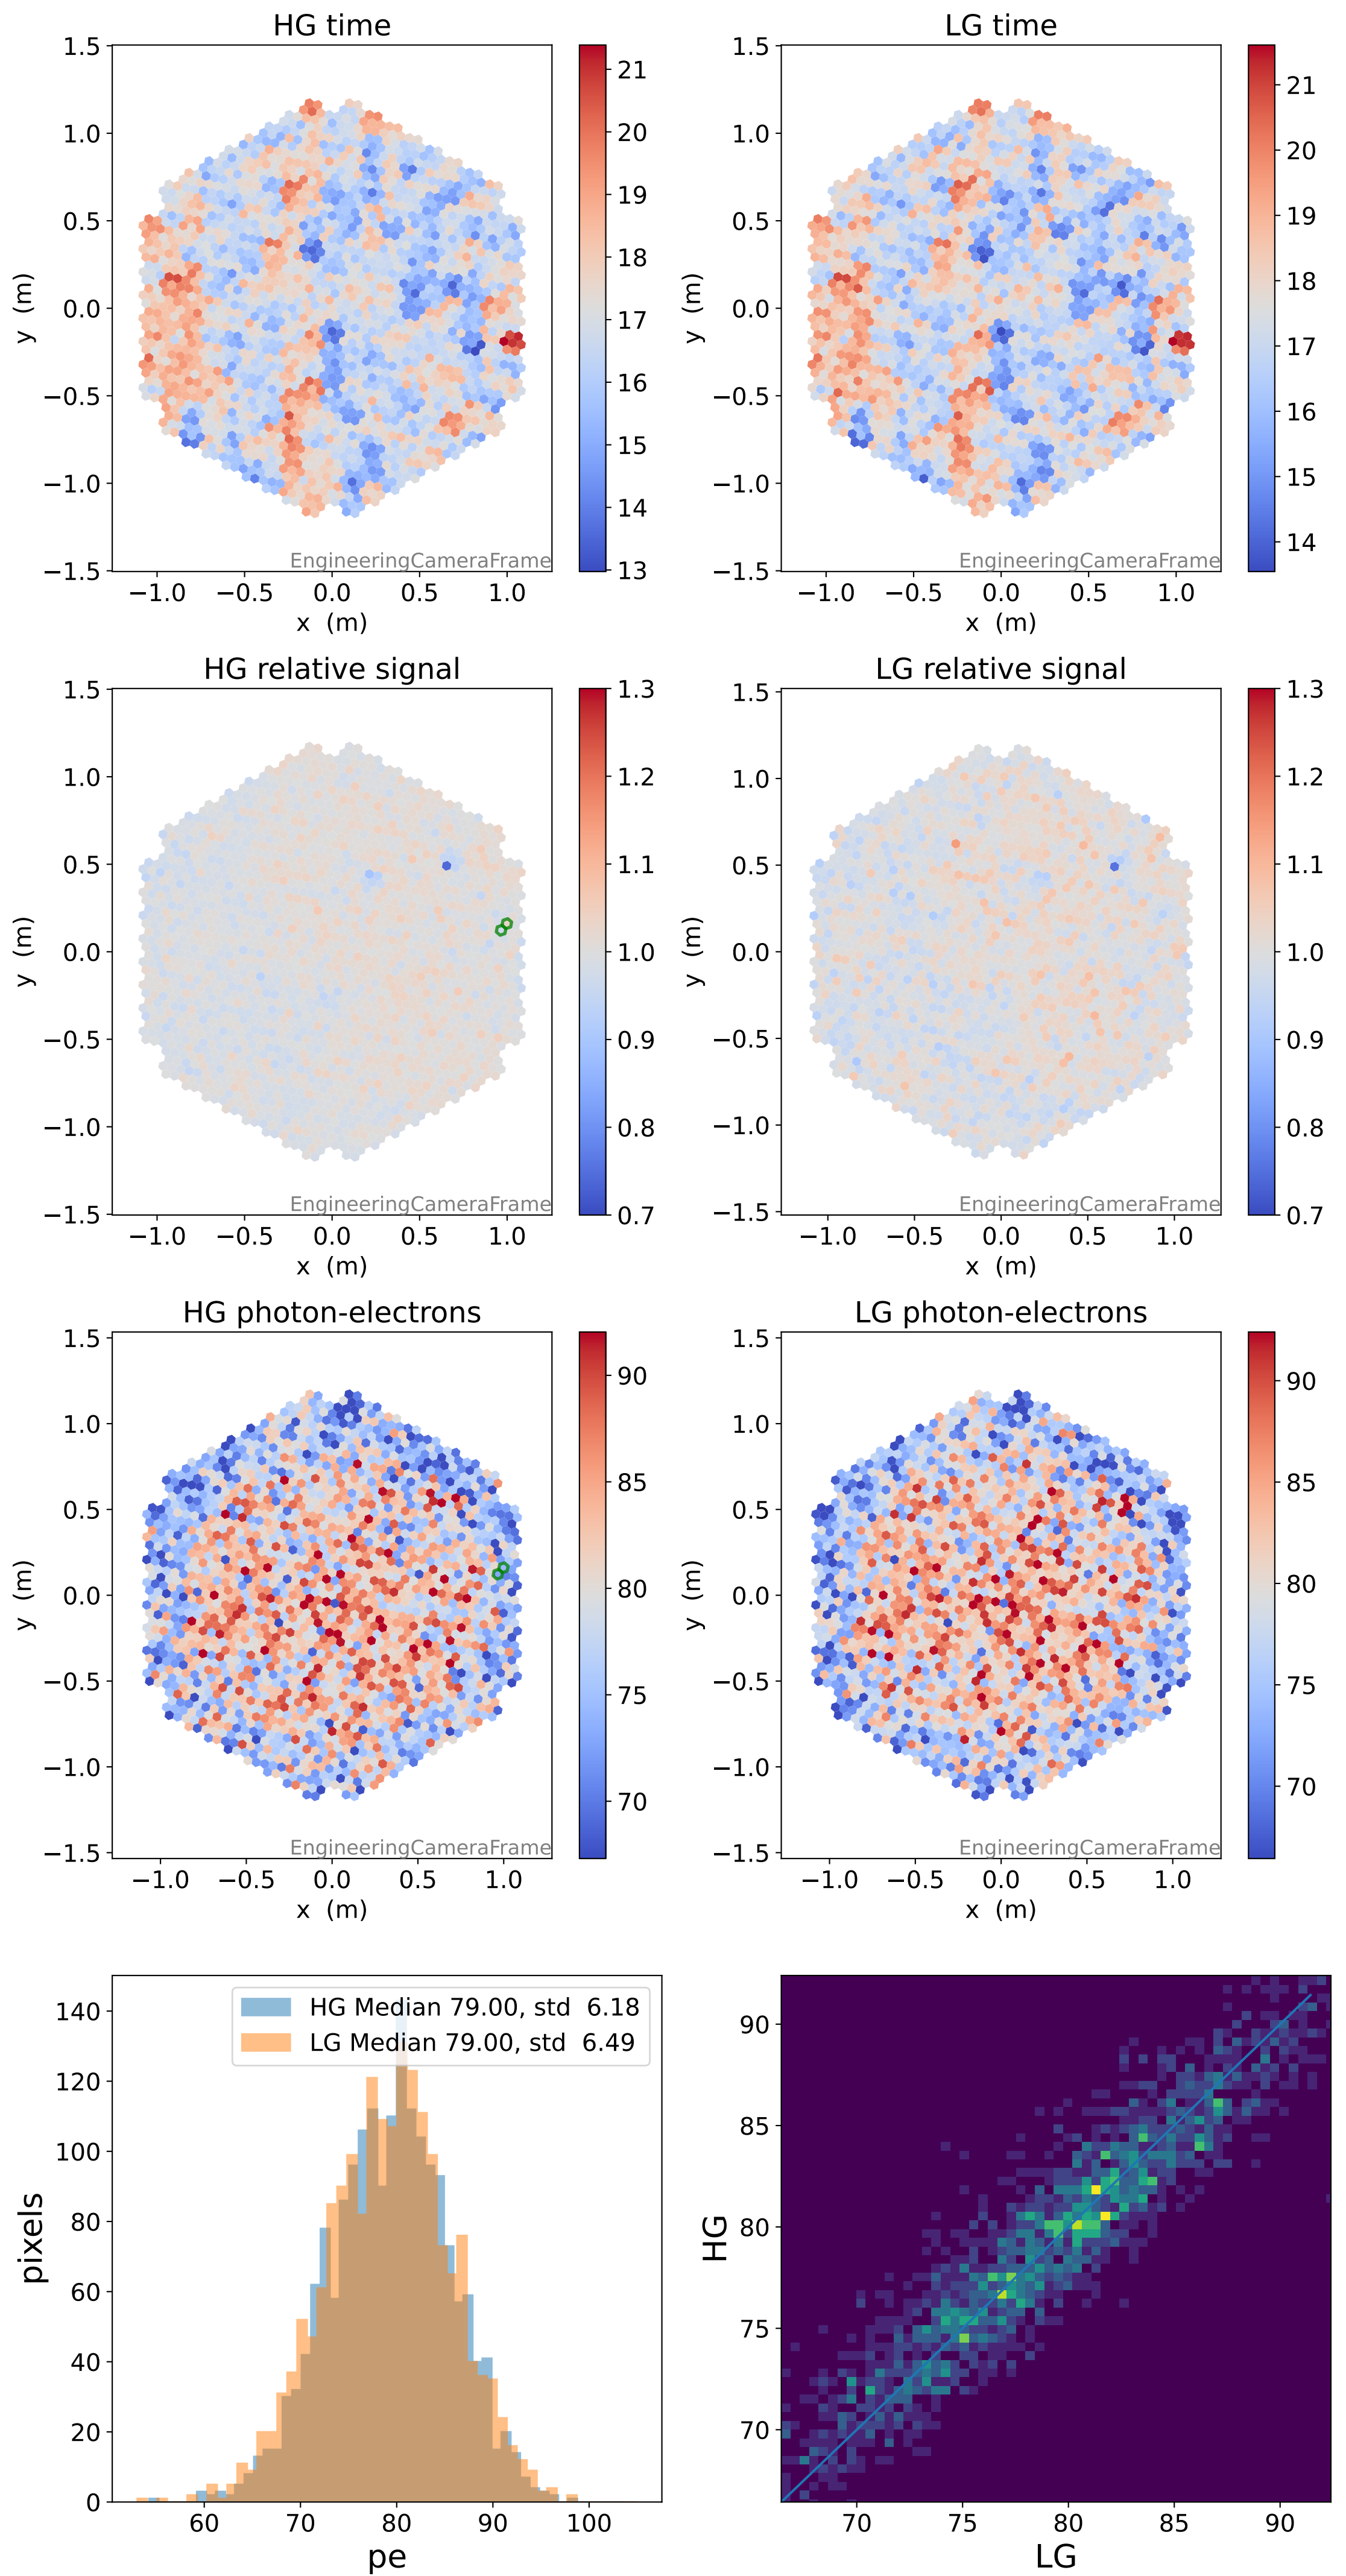 HG time
LG time
1.5
1.0
0.5
0.0
−0.5
−1.0
−1.5
y (m)
−1.0 −0.5 0.0 0.5 1.0
x (m)
EngineeringCameraFrame
21
20
19
18
17
16
15
14
13
1.5
1.0
0.5
0.0
−0.5
−1.0
−1.5
y (m)
−1.0 −0.5 0.0 0.5 1.0
x (m)
EngineeringCameraFrame
21
20
19
18
17
16
15
14
HG relative signal
LG relative signal
1.5
1.0
0.5
0.0
−0.5
−1.0
−1.5
y (m)
−1.0 −0.5 0.0 0.5 1.0
x (m)
EngineeringCameraFrame
1.3
1.2
1.1
1.0
0.9
0.8
0.7
1.5
1.0
0.5
0.0
−0.5
−1.0
−1.5
y (m)
−1.0 −0.5 0.0 0.5 1.0
x (m)
EngineeringCameraFrame
1.3
1.2
1.1
1.0
0.9
0.8
0.7
HG photon-electrons
LG photon-electrons
1.5
1.0
0.5
0.0
−0.5
−1.0
−1.5
y (m)
−1.0 −0.5 0.0 0.5 1.0
x (m)
EngineeringCameraFrame
90
85
80
75
70
1.5
1.0
0.5
0.0
−0.5
−1.0
−1.5
y (m)
−1.0 −0.5 0.0 0.5 1.0
x (m)
EngineeringCameraFrame
90
85
80
75
70
HG Median 79.00, std 6.18
LG Median 79.00, std 6.49
140
120
100
80
60
40
20
0
pixels
60 70 80 90 100
pe
90
85
80
75
70
HG
70 75 80 85 90
LG